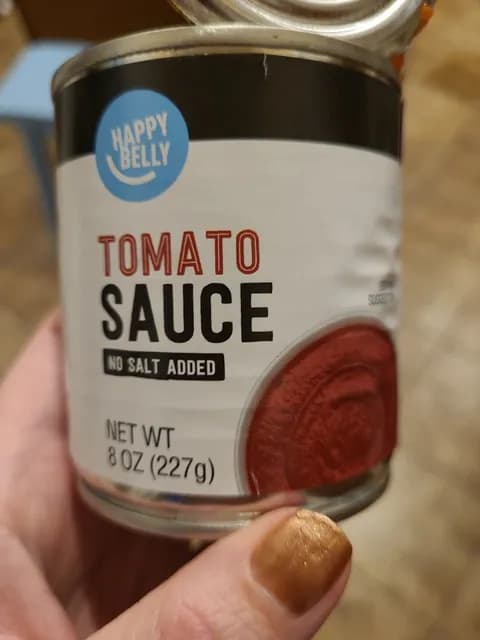 HAPPY
BELLY
TOMATO
SAUCE
NO SALT ADDED
NET WT
8 OZ (227g)